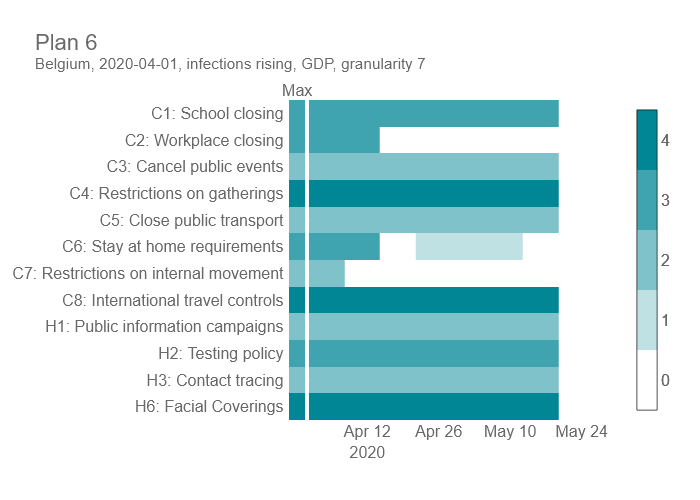 Plan 6
Belgium, 2020-04-01, infections rising, GDP, granularity 7
Max
C1: School closing
C2: Workplace closing
C3: Cancel public events
C4: Restrictions on gatherings
C5: Close public transport
C6: Stay at home requirements
C7: Restrictions on internal movement
C8: International travel controls
H1: Public information campaigns
H2: Testing policy
H3: Contact tracing
H6: Facial Coverings
Apr 12 Apr 26 May 10 May 24
2020
4
3
2
1
0